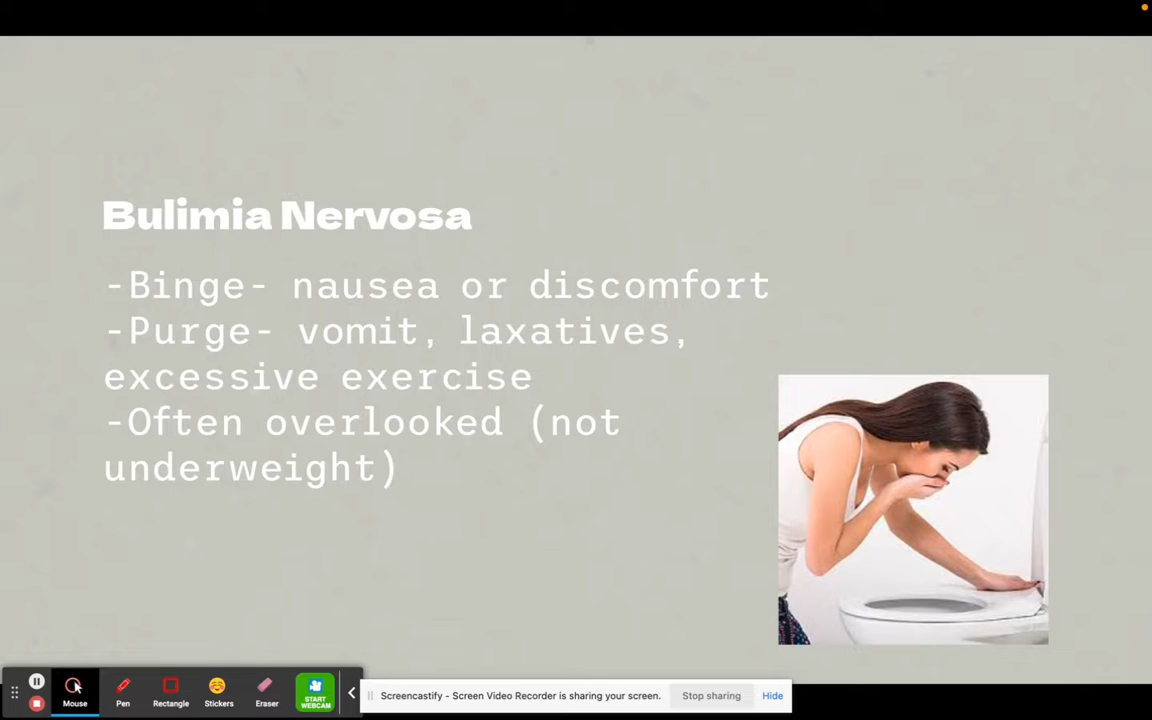 Bulimia Nervosa
-Binge- nausea or discomfort
-Purge- vomit, laxatives,
excessive exercise
-Often overlooked (not
underweight)
Mouse
Pen
Rectangle
Stickers
Eraser
START
WEBCAM
Screencastify - Screen Video Recorder is sharing your screen.
Stop sharing
Hide